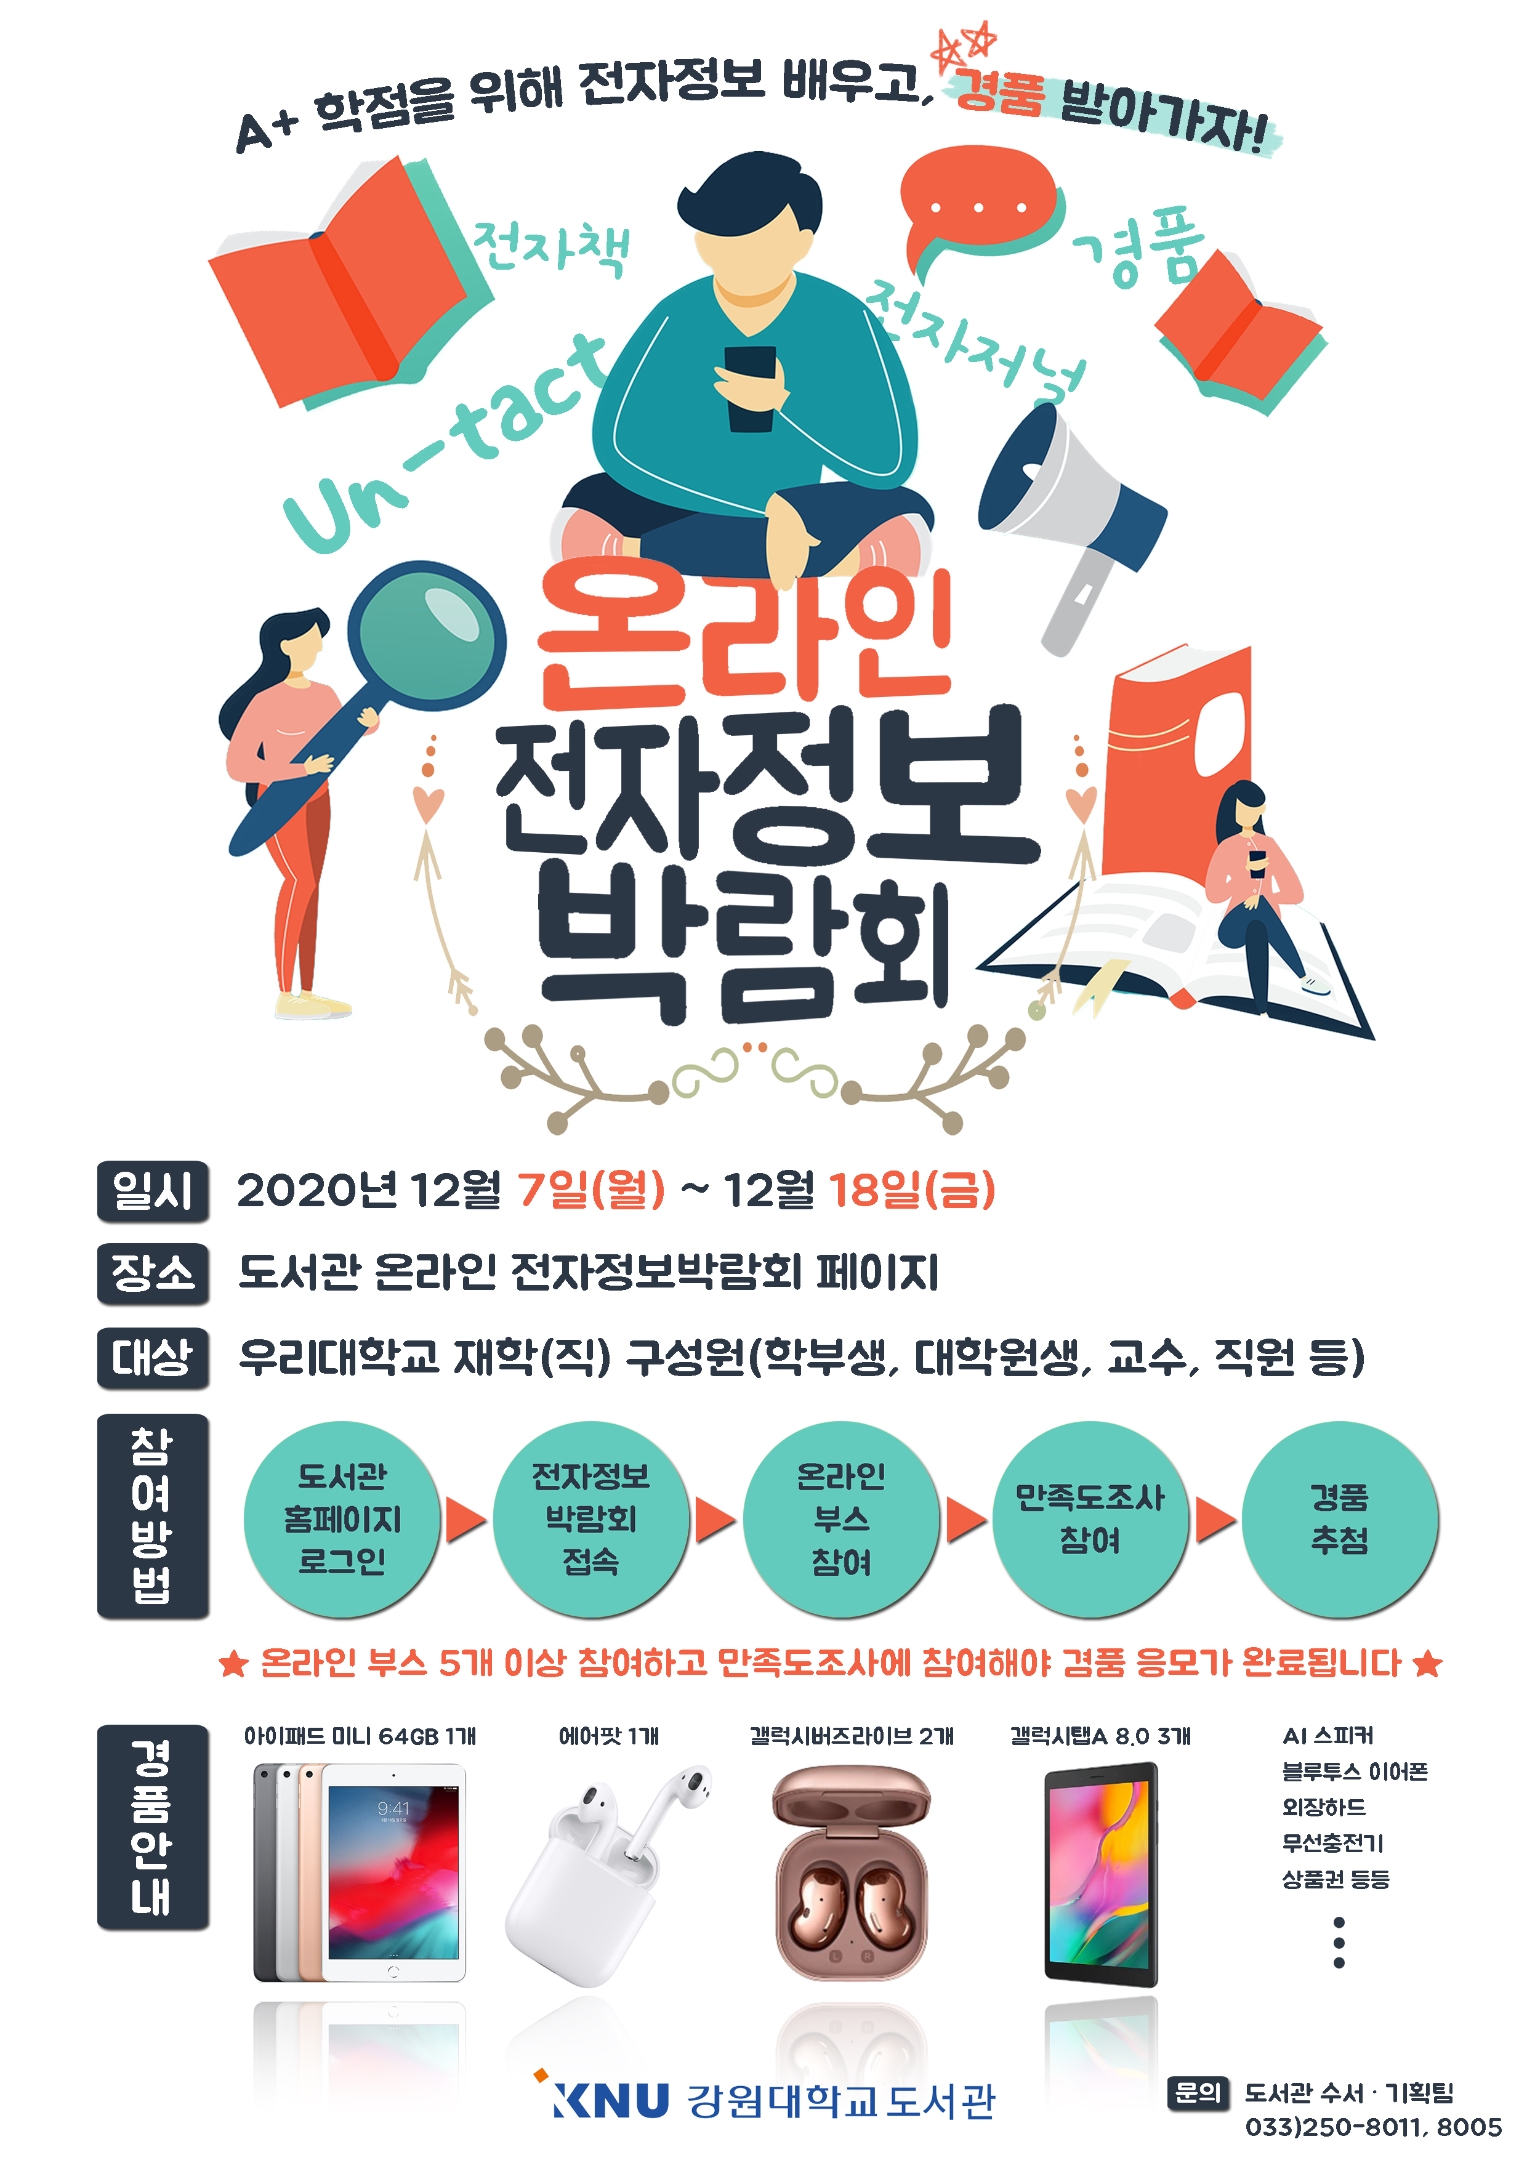 A+ 학점을 위해 전자정보 배우고, 경품 받아가자!
전자책
경품
전자저널
Un-tact
온라인
전자정보
박람회
일시 2020년 12월 7일(월) ~ 12월 18일(금)
장소 도서관 온라인 전자정보박람회 페이지
대상 우리대학교 재학(직) 구성원(학부생, 대학원생, 교수, 직원 등)
참여방법
도서관
홈페이지
로그인
전자정보
박람회
접속
온라인
부스
참여
만족도조사
참여
경품
추첨
★ 온라인 부스 5개 이상 참여하고 만족도조사에 참여해야 경품 응모가 완료됩니다 ★
경품안내
아이패드 미니 64GB 1개
에어팟 1개
갤럭시버즈라이브 2개
갤럭시탭A 8.0 3개
AI 스피커
블루투스 이어폰
외장하드
무선충전기
상품권 등등
9:41
L R
KNU 강원대학교도서관
문의 도서관 수서·기획팀
033)250-8011, 8005